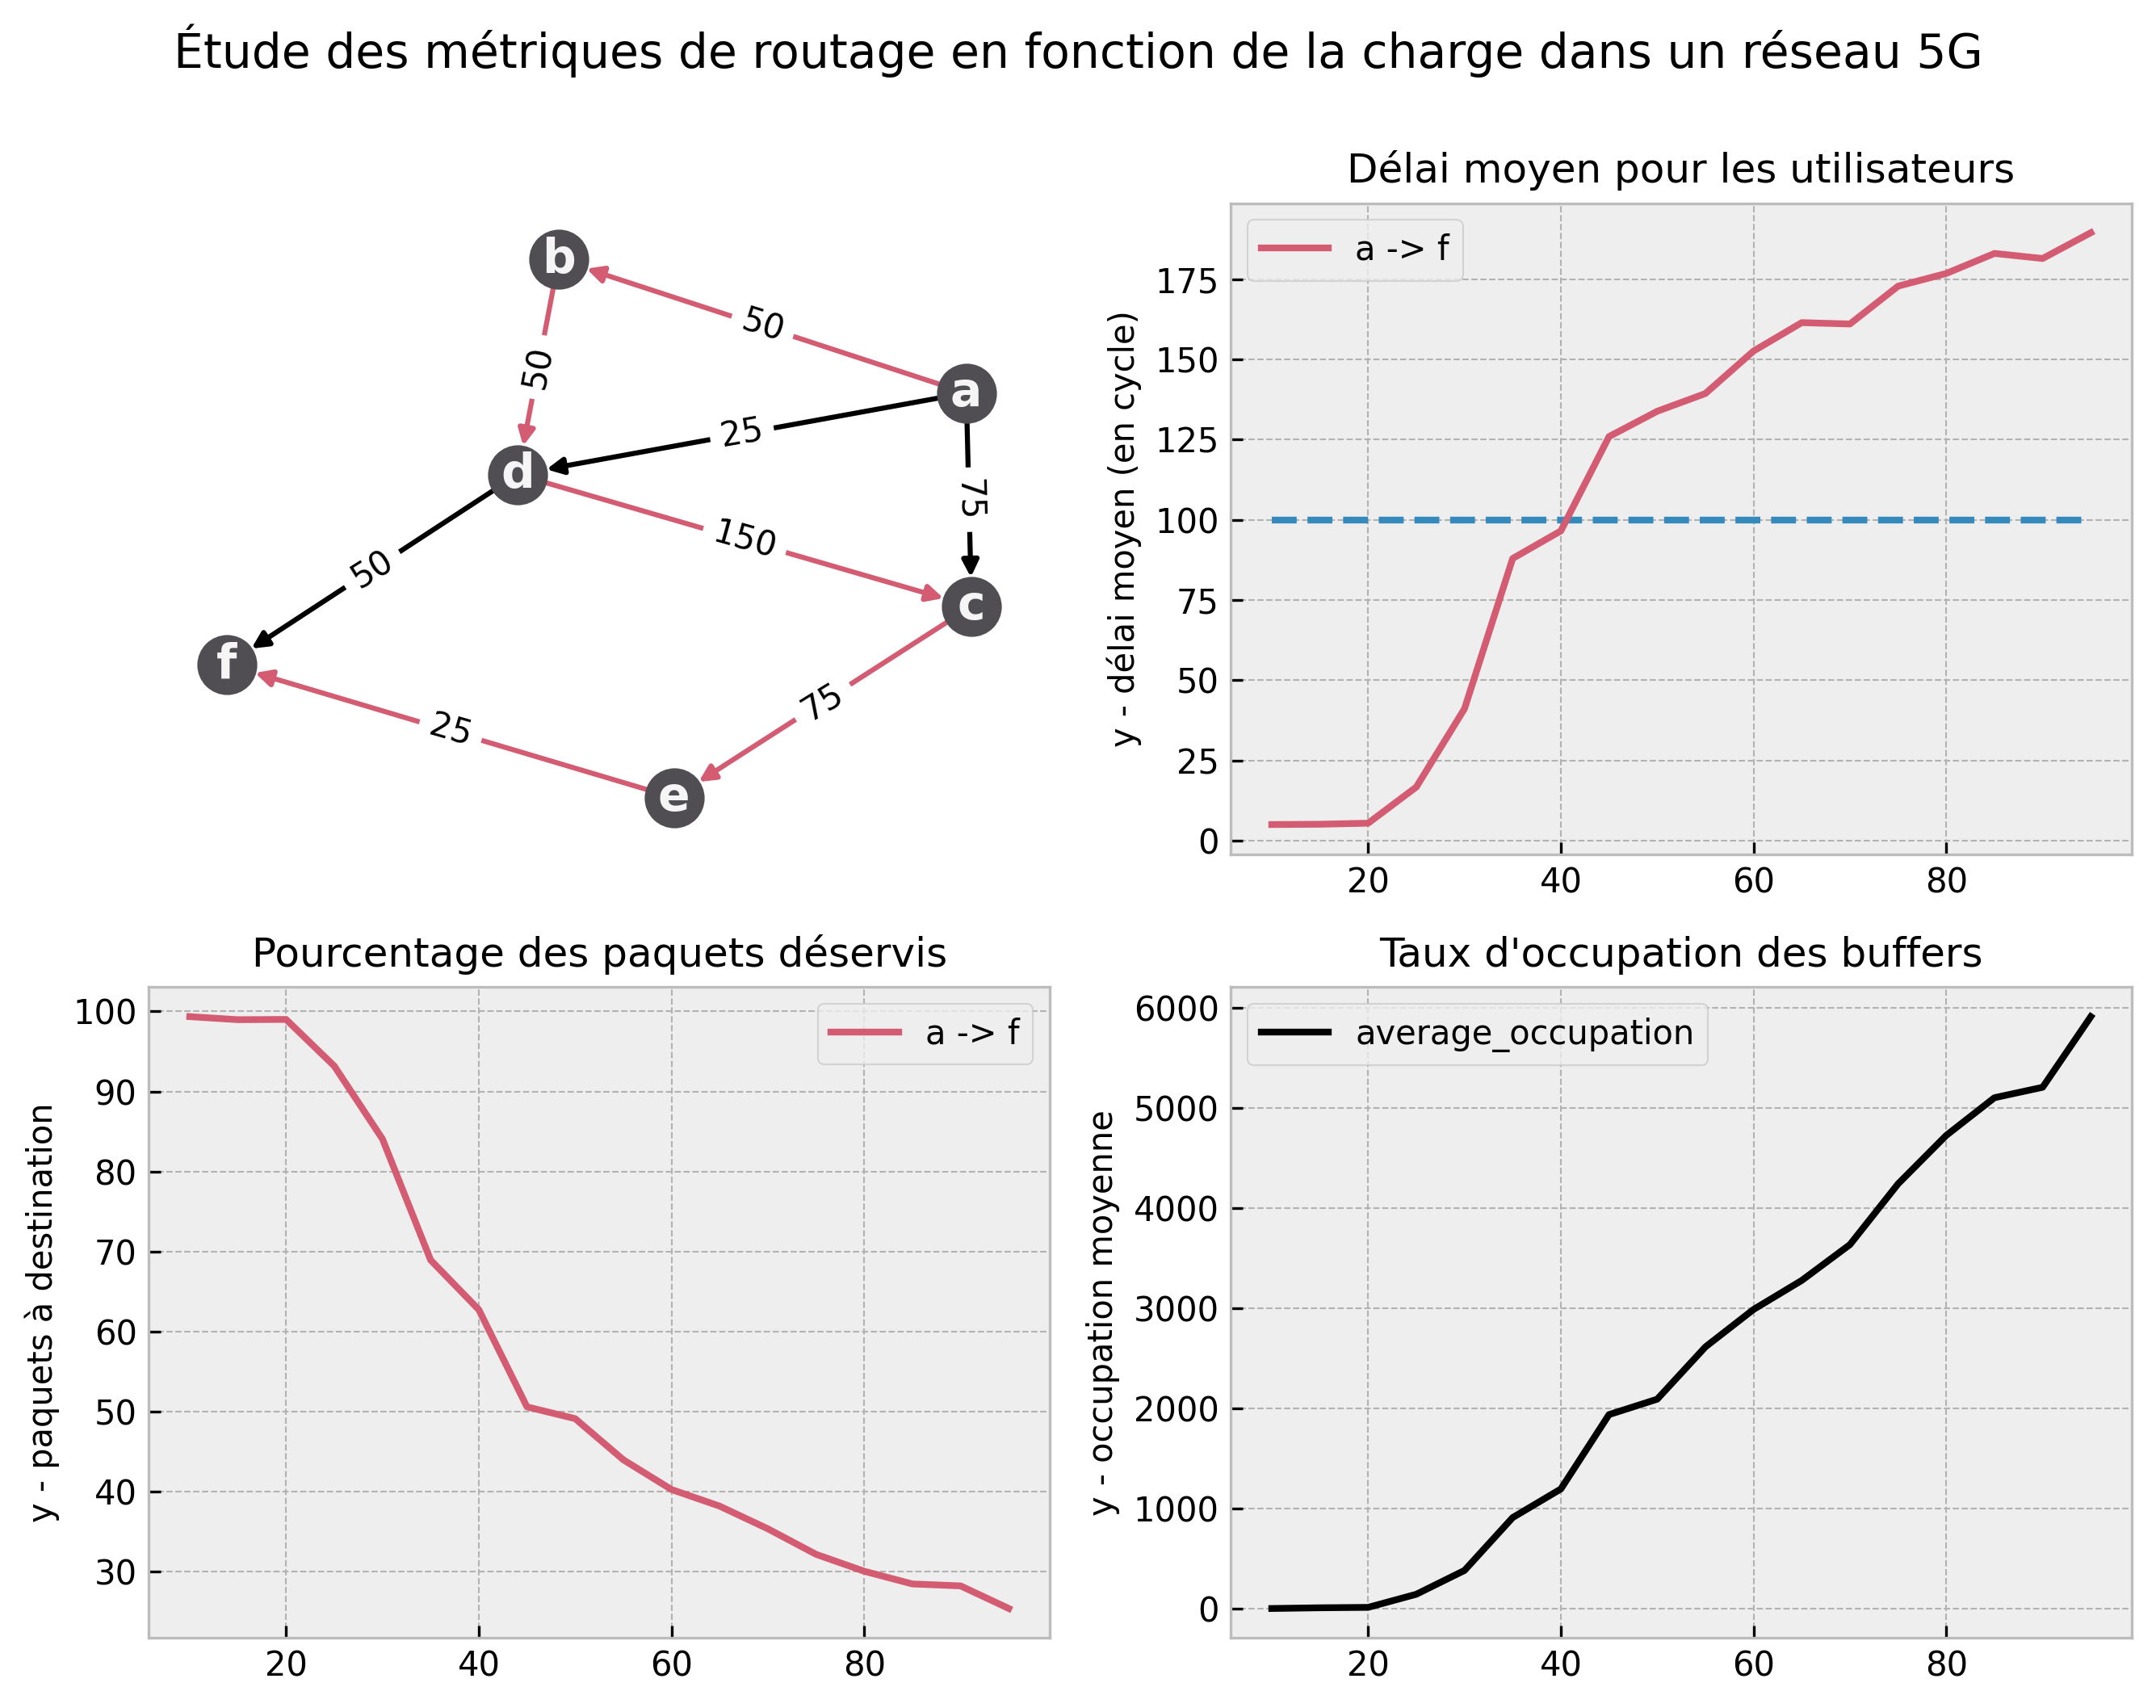 Étude des métriques de routage en fonction de la charge dans un réseau 5G
b
50
a
50
25
d
75
150
50
c
f
75
25
e
Délai moyen pour les utilisateurs
a -> f
y - délai moyen (en cycle)
175
150
125
100
75
50
25
0
20 40 60 80
Pourcentage des paquets déservis
a -> f
y - paquets à destination
100
90
80
70
60
50
40
30
20 40 60 80
Taux d'occupation des buffers
average_occupation
y - occupation moyenne
6000
5000
4000
3000
2000
1000
0
20 40 60 80